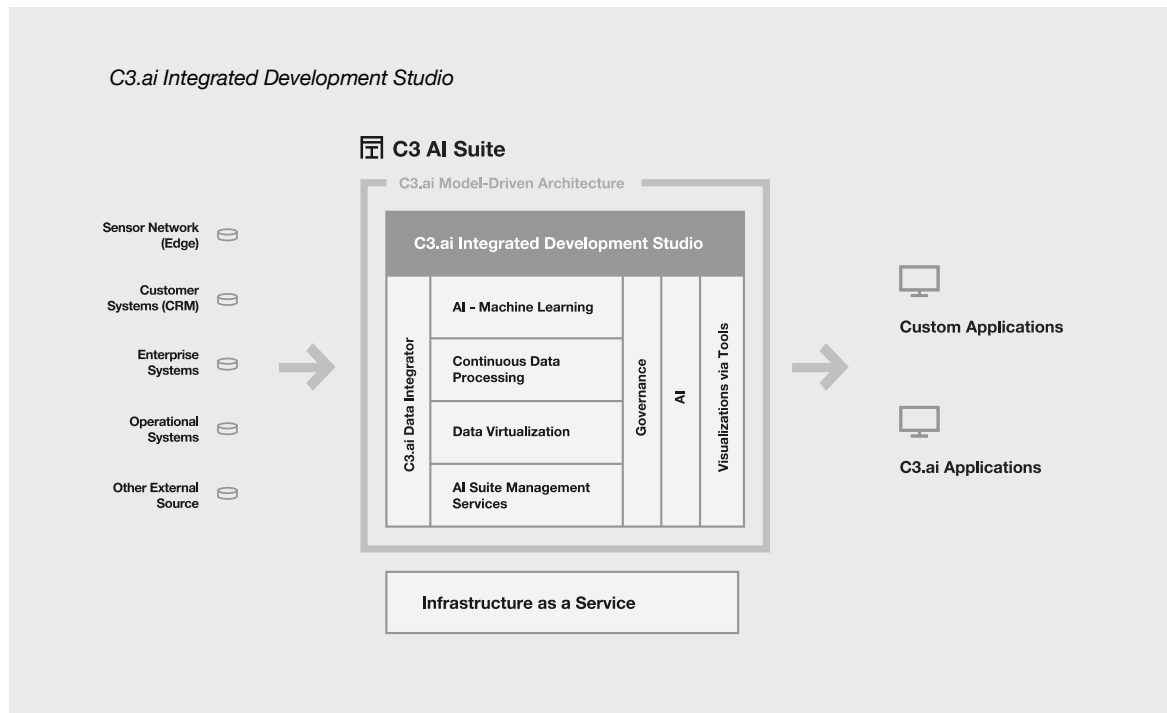 C3.ai Integrated Development Studio
C3 AI Suite
C3.ai Model-Driven Architecture
Sensor Network
(Edge)
Customer
Systems (CRM)
Enterprise
Systems
Operational
Systems
Other External
Source
C3.ai Integrated Development Studio
C3.ai Data Integrator
AI - Machine Learning
Continuous Data
Processing
Data Virtualization
AI Suite Management
Services
Governance
AI
Visualizations via Tools
Infrastructure as a Service
Custom Applications
C3.ai Applications